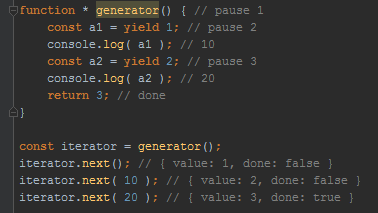 function * generator() { // pause 1
    const a1 = yield 1; // pause 2
    console.log( a1 ); // 10
    const a2 = yield 2; // pause 3
    console.log( a2 ); // 20
    return 3; // done
}
const iterator = generator();
iterator.next(); // { value: 1, done: false }
iterator.next( 10 ); // { value: 2, done: false }
iterator.next( 20 ); // { value: 3, done: true }